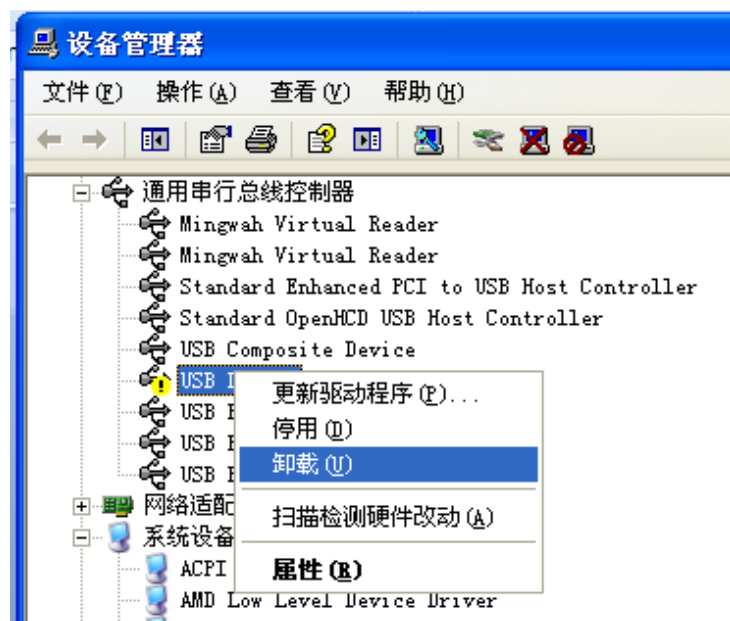 设备管理器
文件(F) 操作(A) 查看(V) 帮助(H)
通用串行总线控制器
Mingwah Virtual Reader
Mingwah Virtual Reader
Standard Enhanced PCI to USB Host Controller
Standard OpenHCD USB Host Controller
USB Composite Device
USB
更新驱动程序(P)...
USB
停用(D)
USB
卸载(U)
USB
网络适配
扫描检测硬件改动(A)
系统设备
ACPI
属性(R)
AMD Low Level Device Driver